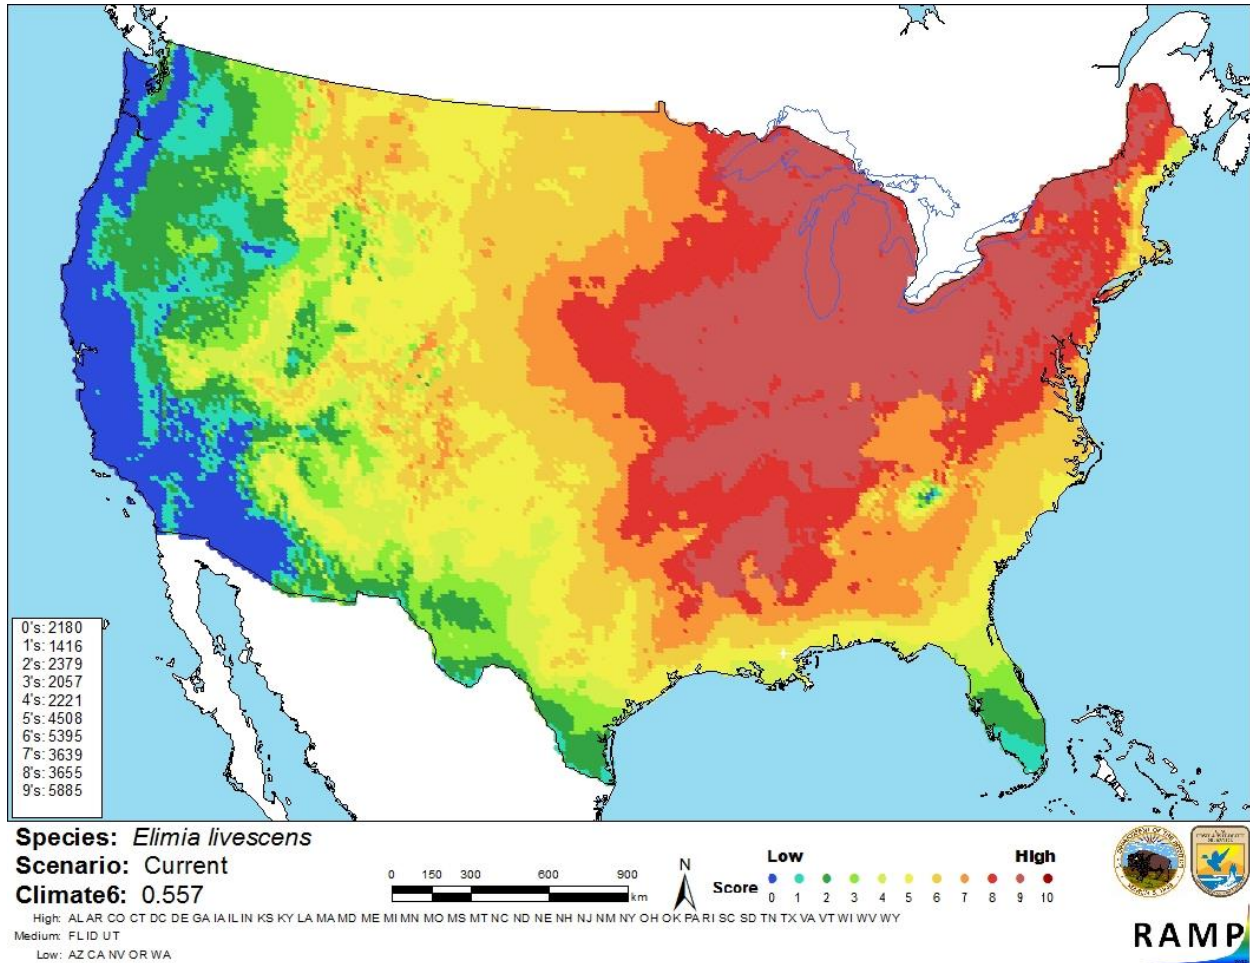 0's: 2180
1's: 1416
2's: 2379
3's: 2057
4's: 2221
5's: 4508
6's: 5395
7's: 3639
8's: 3655
9's: 5885
Species: Elimia livescens
Scenario: Current
Climate6: 0.557
High: AL AR CO CT DC DE GA IA IL IN KS KY LA MA MD ME MI MN MO MS MT NC ND NE NH NJ NM NY OH OK PA RI SC SD TN TX VA VT WI WV WY
Medium: FL ID UT
Low: AZ CA NV OR WA
0 150 300 600 900
km
N
Low High
Score 0 1 2 3 4 5 6 7 8 9 10
RAMP